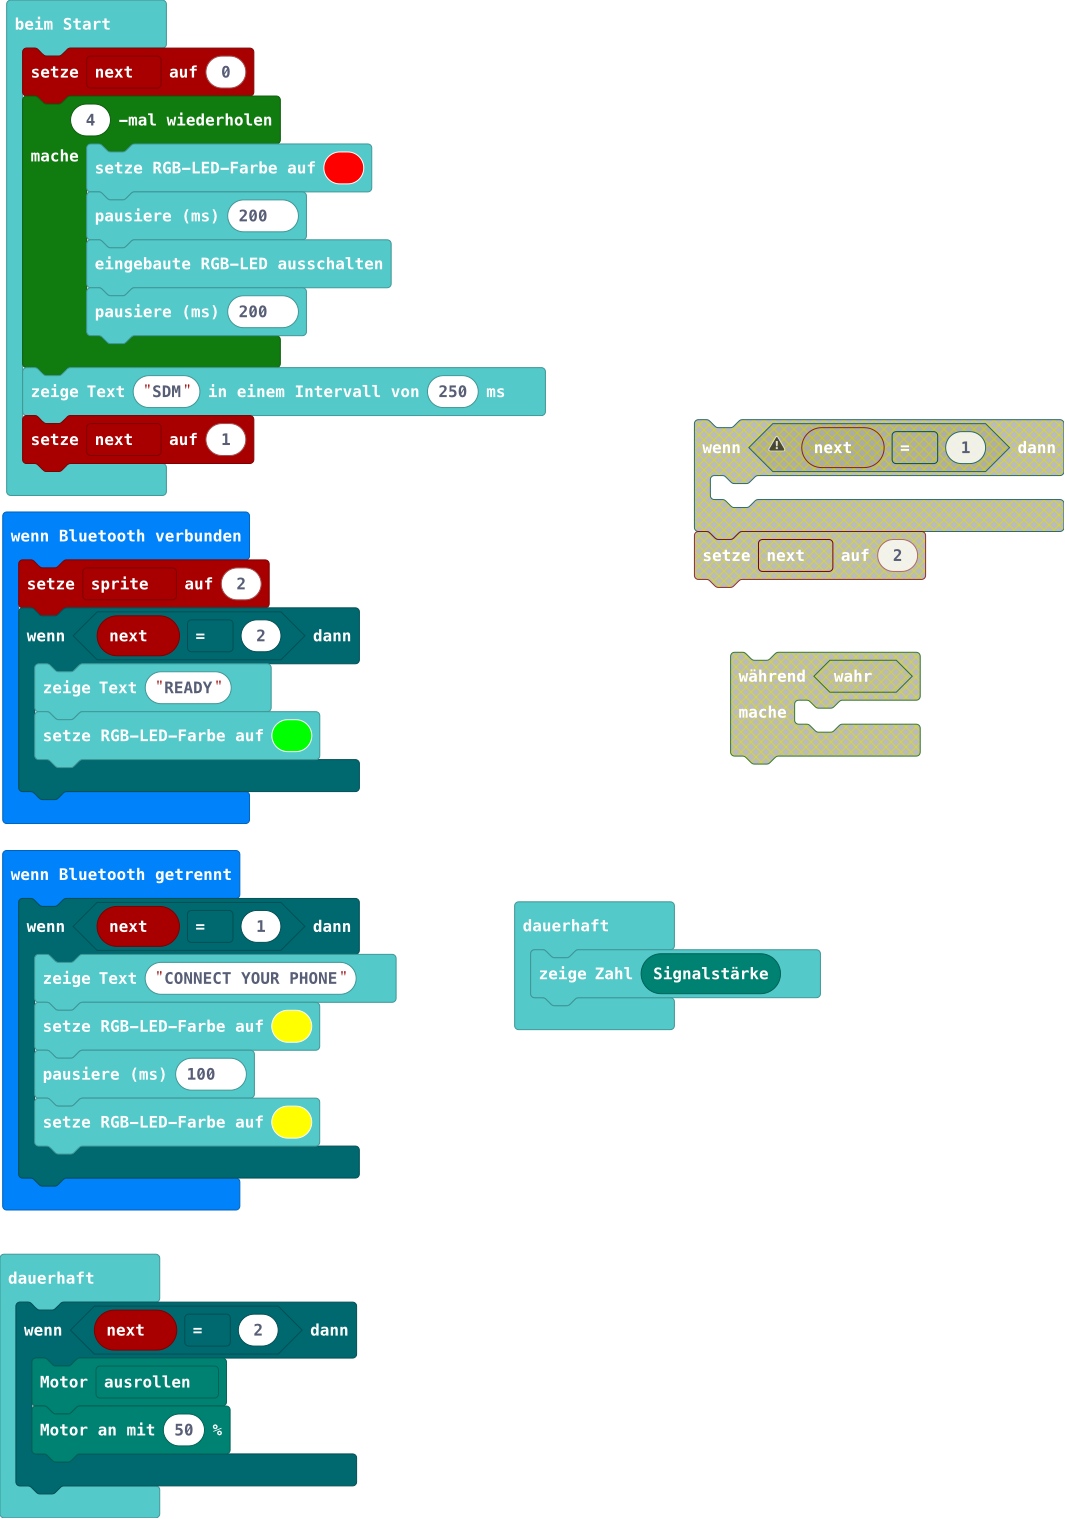 beim Start
setze next auf 0
4 -mal wiederholen
mache
setze RGB-LED-Farbe auf
pausiere (ms) 200
eingebaute RGB-LED ausschalten
pausiere (ms) 200
zeige Text "SDM" in einem Intervall von 250 ms
setze next auf 1
wenn Bluetooth verbunden
setze sprite auf 2
wenn next = 2 dann
zeige Text "READY"
setze RGB-LED-Farbe auf
wenn Bluetooth getrennt
wenn next = 1 dann
zeige Text "CONNECT YOUR PHONE"
setze RGB-LED-Farbe auf
pausiere (ms) 100
setze RGB-LED-Farbe auf
dauerhaft
wenn next = 2 dann
Motor ausrollen
Motor an mit 50 %
wenn next = 1 dann
setze next auf 2
während wahr
mache
dauerhaft
zeige Zahl Signalstärke